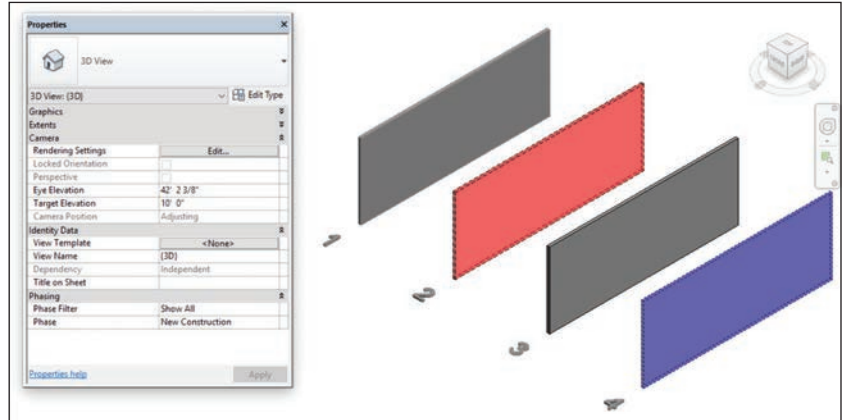 Properties
3D View
3D View: {3D}
Edit Type
Graphics
Extents
Camera
Rendering Settings Edit...
Locked Orientation
Perspective
Eye Elevation 42' 2 3/8"
Target Elevation 10' 0"
Camera Position Adjusting
Identity Data
View Template <None>
View Name {3D}
Dependency Independent
Title on Sheet
Phasing
Phase Filter Show All
Phase New Construction
Properties help
Apply
1
2
3
4